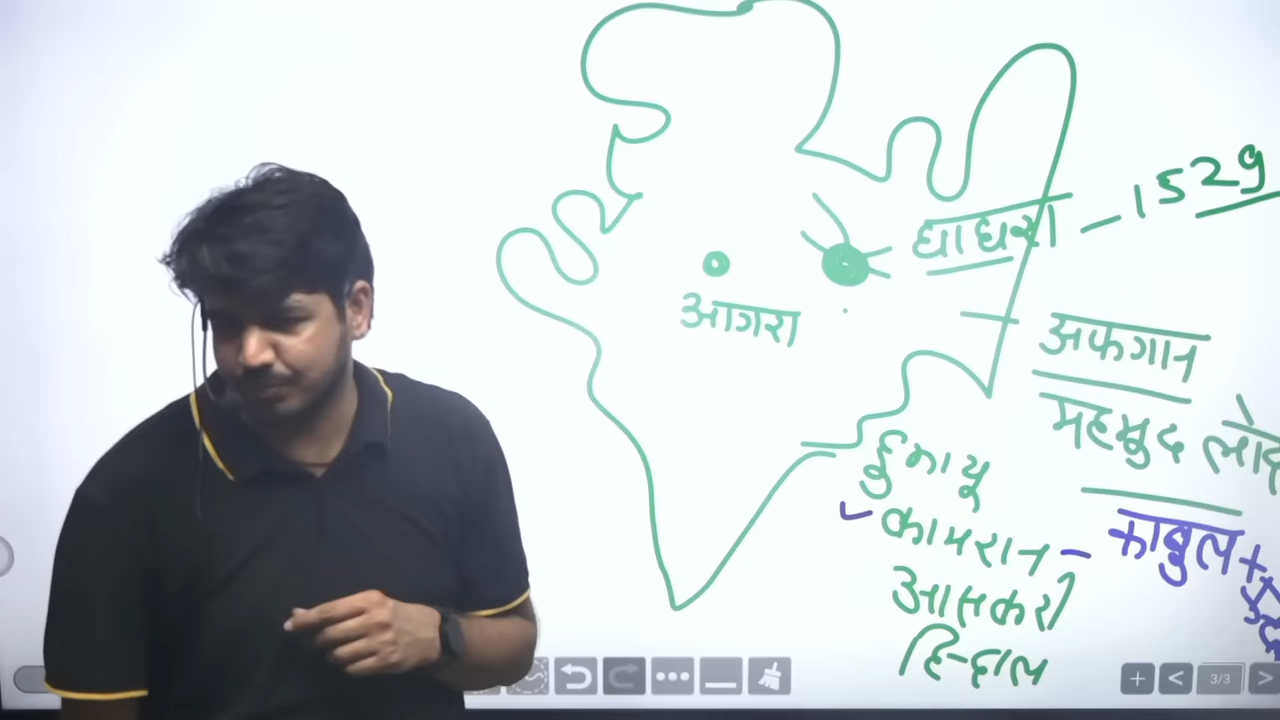 घाघरा - 1529
आगरा
अफगान
महमुद
हुमायू
कामरान - काबुल +
आसकरी
हिन्दाल
3/3